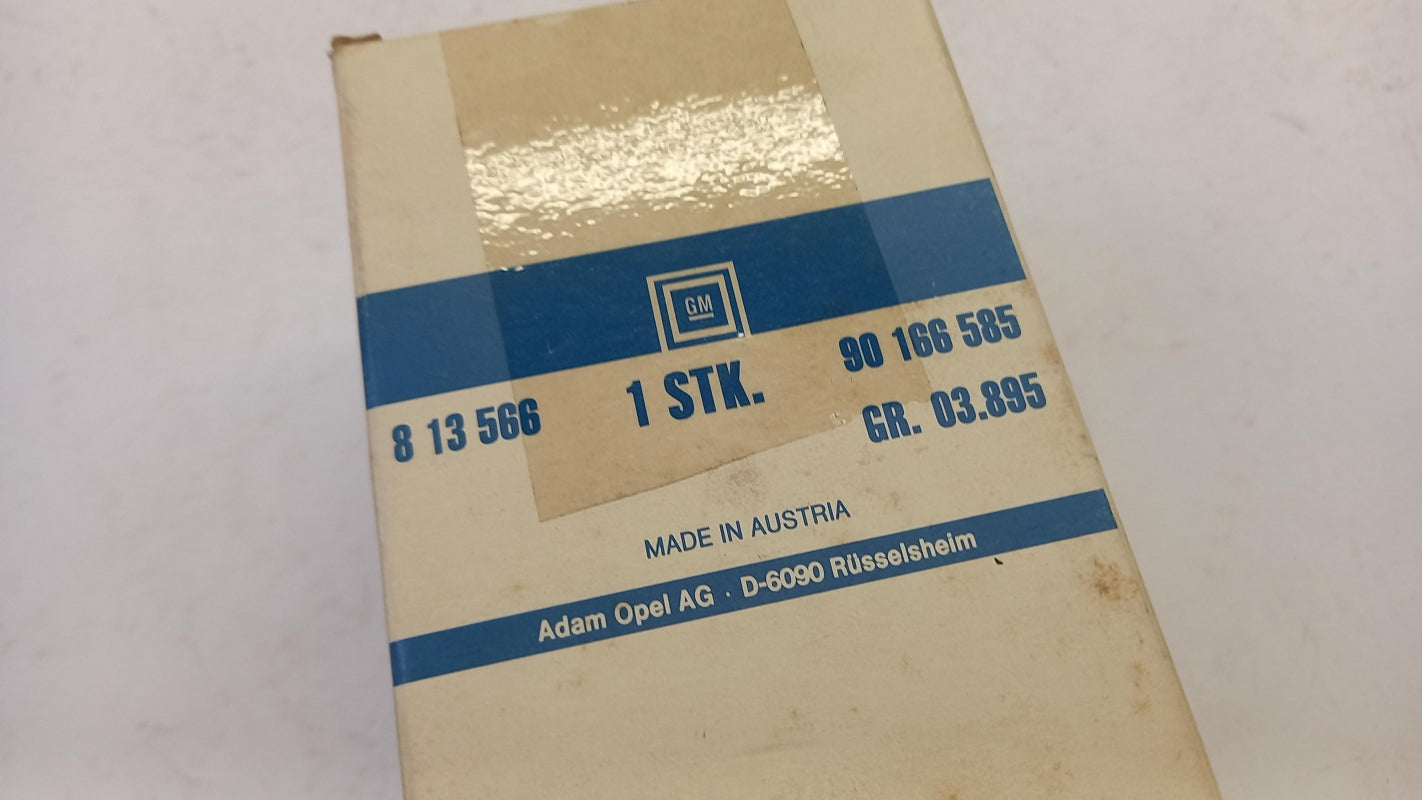 GM
8 13 566 1 STK. 90 166 585
GR. 03.895
MADE IN AUSTRIA
Adam Opel AG · D-6090 Rüsselsheim